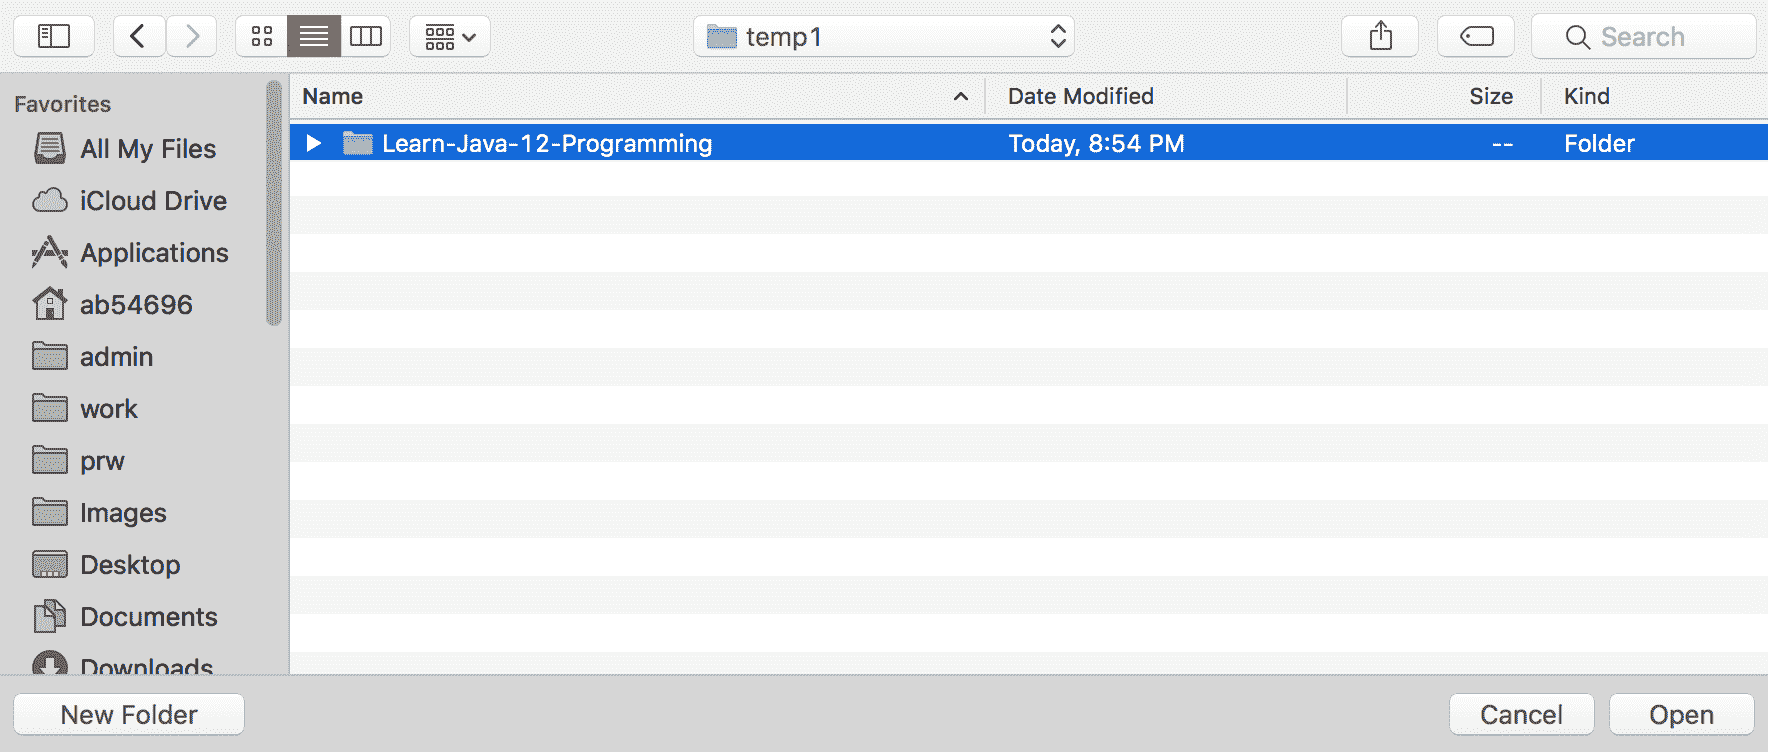 temp1
Search
Favorites
All My Files
iCloud Drive
Applications
ab54696
admin
work
prw
Images
Desktop
Documents
Downloads
Name Date Modified Size Kind
Learn-Java-12-Programming Today, 8:54 PM -- Folder
New Folder
Cancel
Open